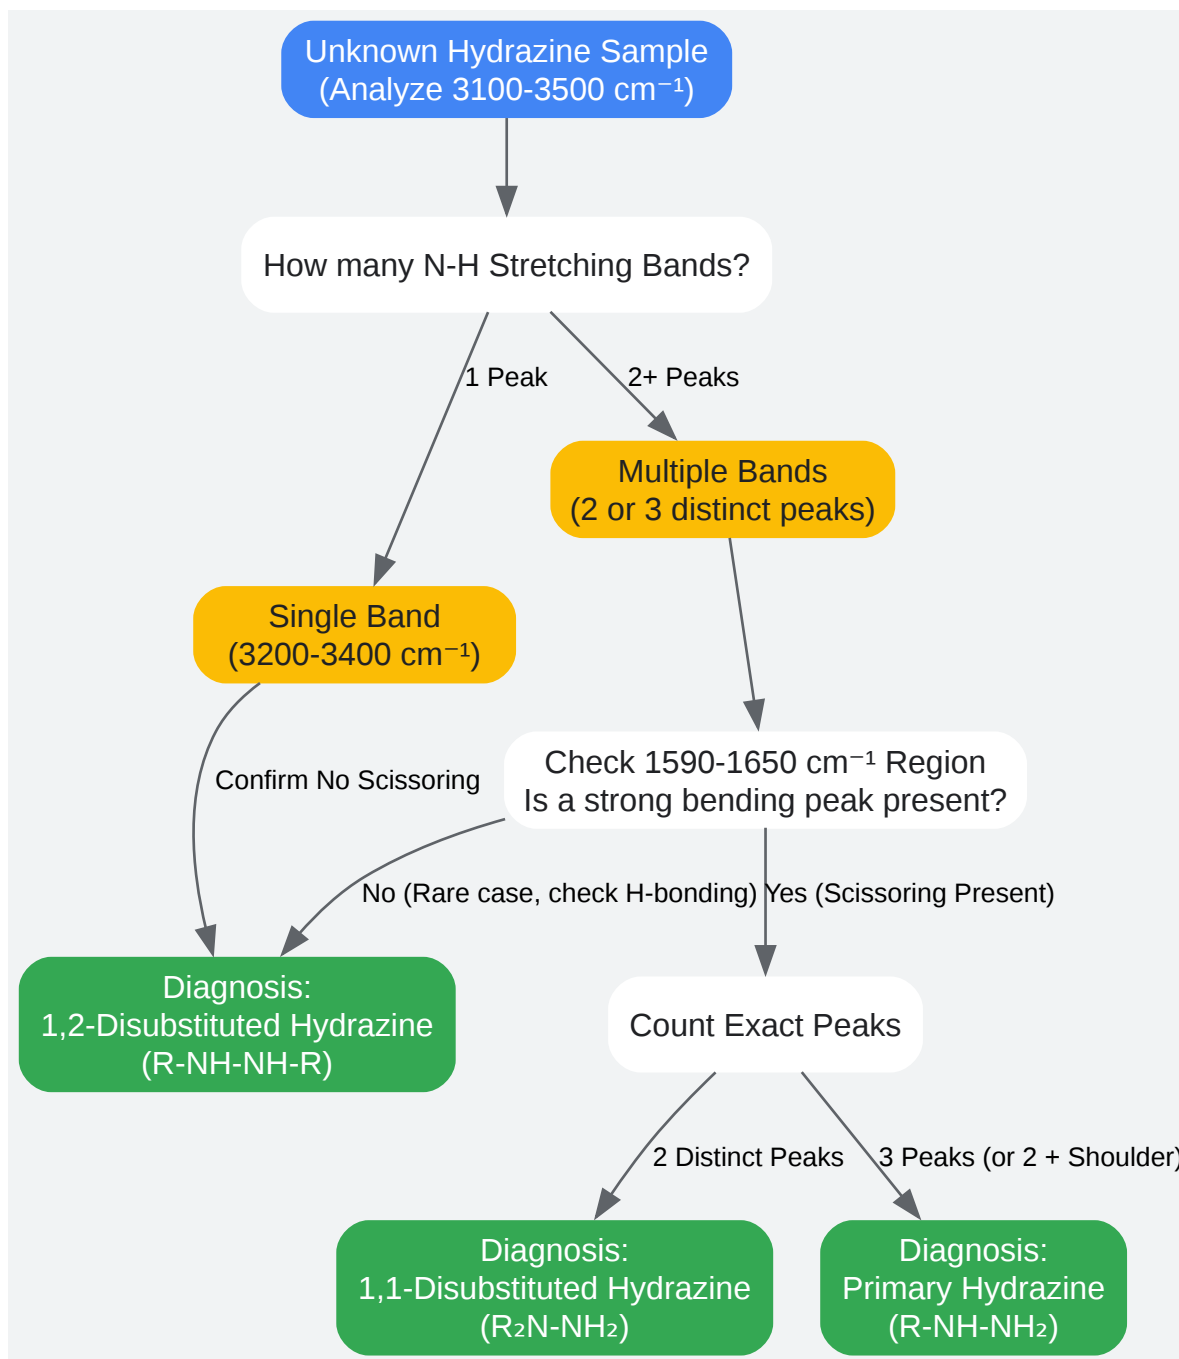 Unknown Hydrazine Sample
(Analyze 3100-3500 cm⁻¹)
How many N-H Stretching Bands?
1 Peak
2+ Peaks
Multiple Bands
(2 or 3 distinct peaks)
Single Band
(3200-3400 cm⁻¹)
Check 1590-1650 cm⁻¹ Region
Is a strong bending peak present?
Confirm No Scissoring
No (Rare case, check H-bonding)
Yes (Scissoring Present)
Diagnosis:
1,2-Disubstituted Hydrazine
(R-NH-NH-R)
Count Exact Peaks
2 Distinct Peaks
3 Peaks (or 2 + Shoulder)
Diagnosis:
1,1-Disubstituted Hydrazine
(R₂N-NH₂)
Diagnosis:
Primary Hydrazine
(R-NH-NH₂)